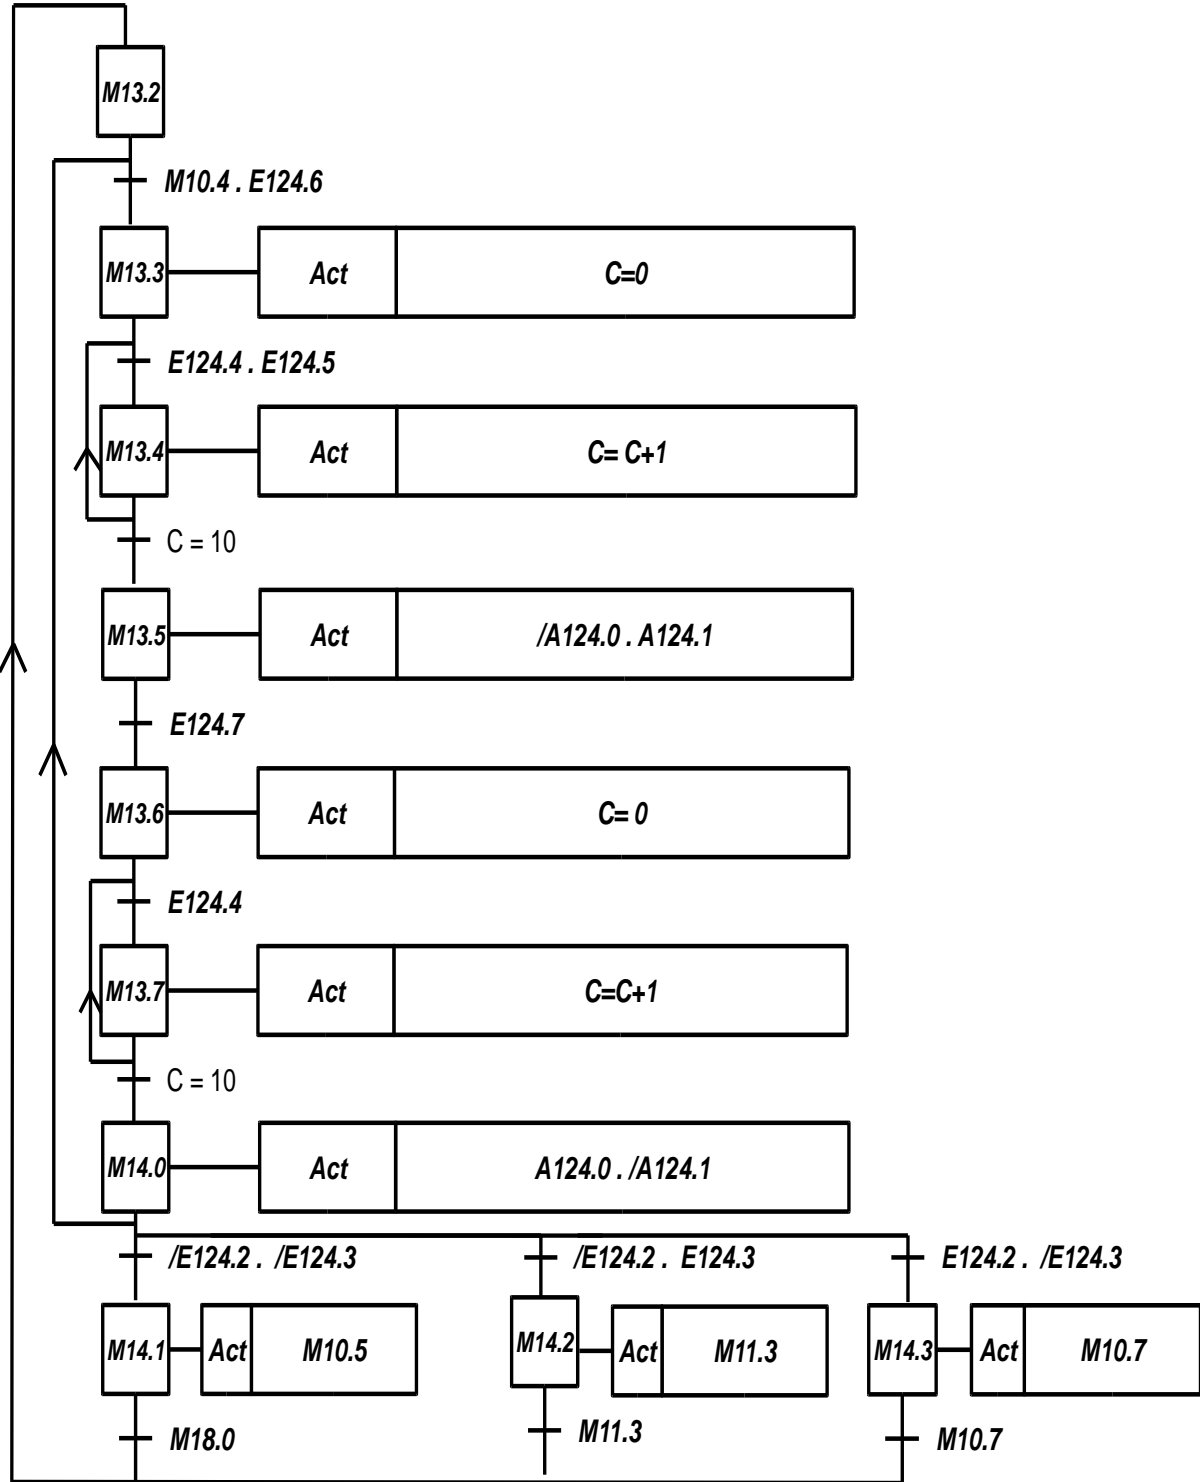 M13.2
M10.4 . E124.6
M13.3 Act C=0
E124.4 . E124.5
M13.4 Act C= C+1
C = 10
M13.5 Act /A124.0 . A124.1
E124.7
M13.6 Act C= 0
E124.4
M13.7 Act C=C+1
C = 10
M14.0 Act A124.0 . /A124.1
/E124.2 . /E124.3 /E124.2 . E124.3 E124.2 . /E124.3
M14.1 Act M10.5 M14.2 Act M11.3 M14.3 Act M10.7
M18.0 M11.3 M10.7